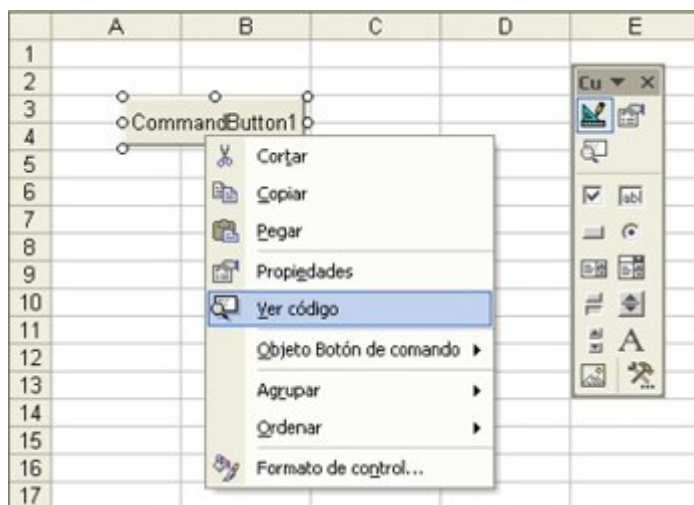 A B C D E
1
2
Cu
3
CommandButton1
4
5
Cortar
6
Copiar
7
Pegar
8
9
Propiedades
10
Ver código
11
Objeto Botón de comando
12
13
Agrupar
14
Ordenar
15
16
Formato de control...
17
abl
A